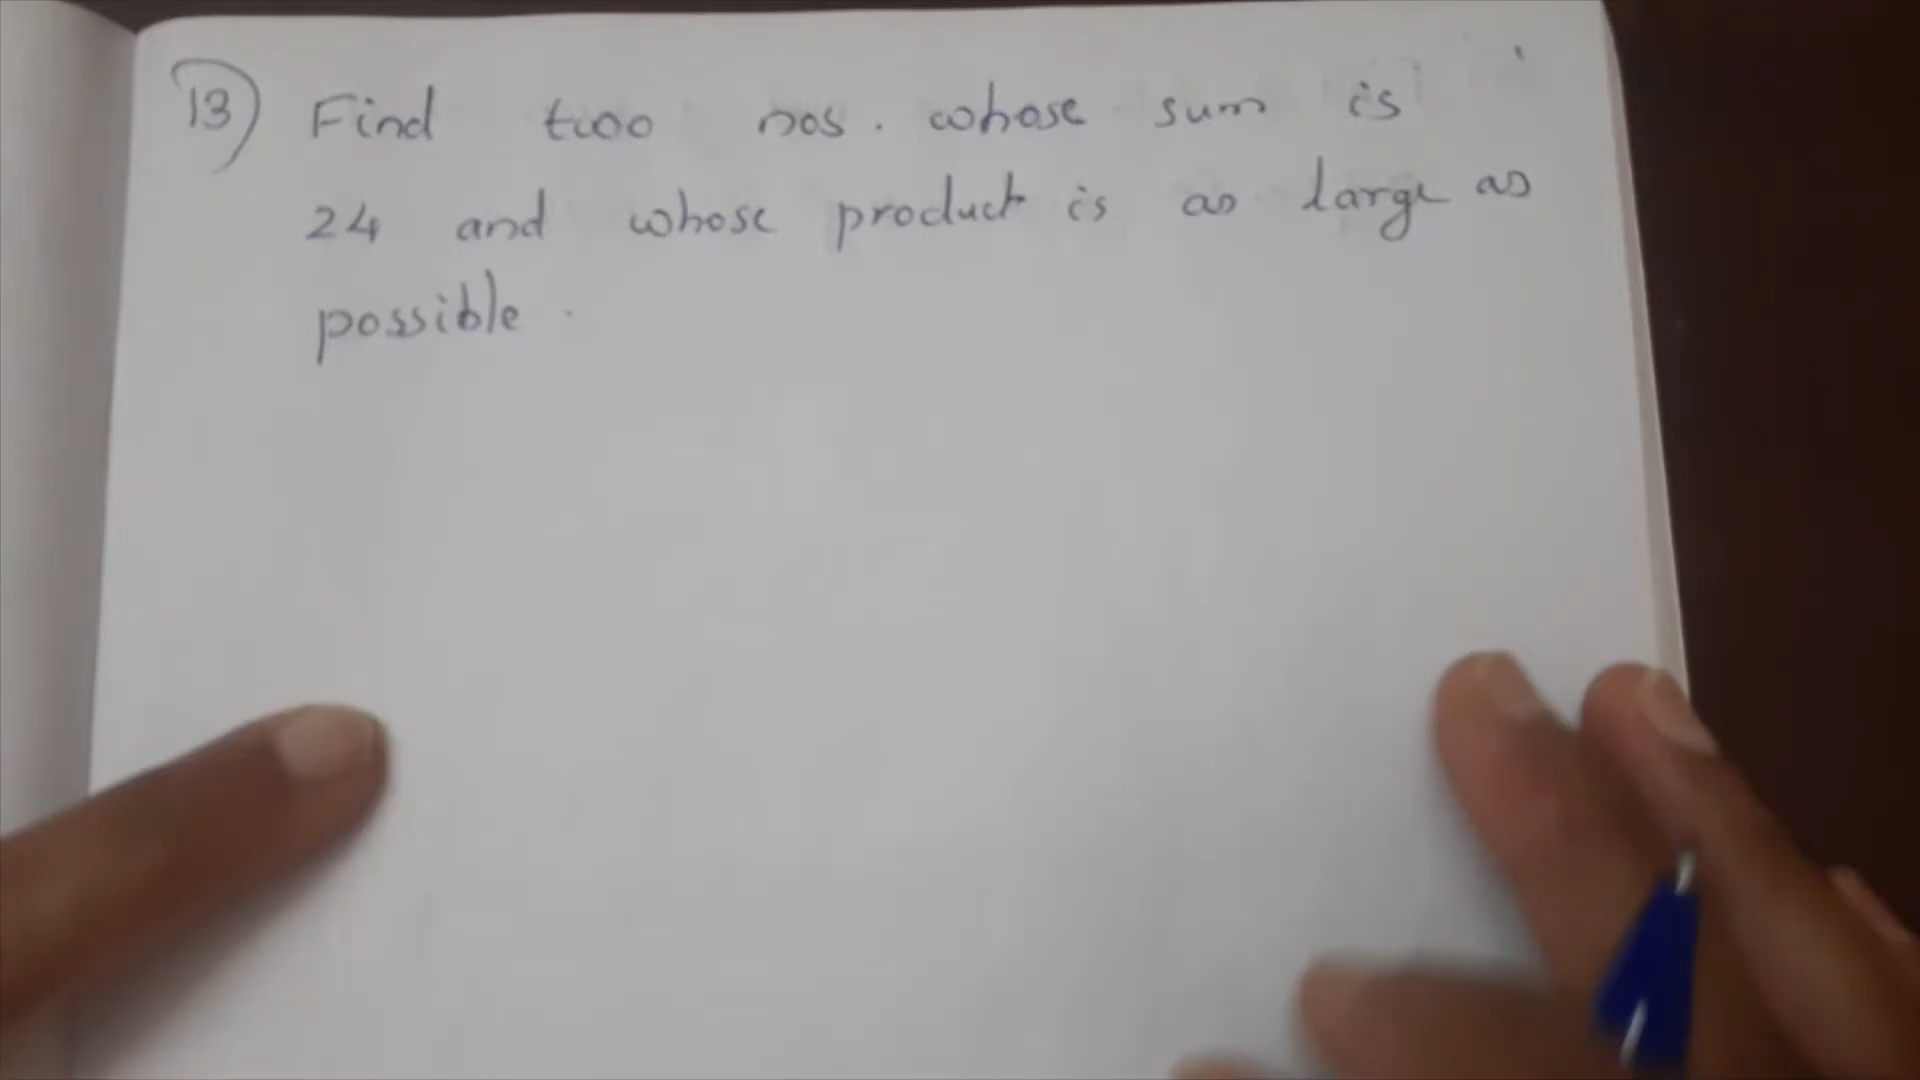 13) Find two nos. whose sum is
24 and whose product is as large as
possible.